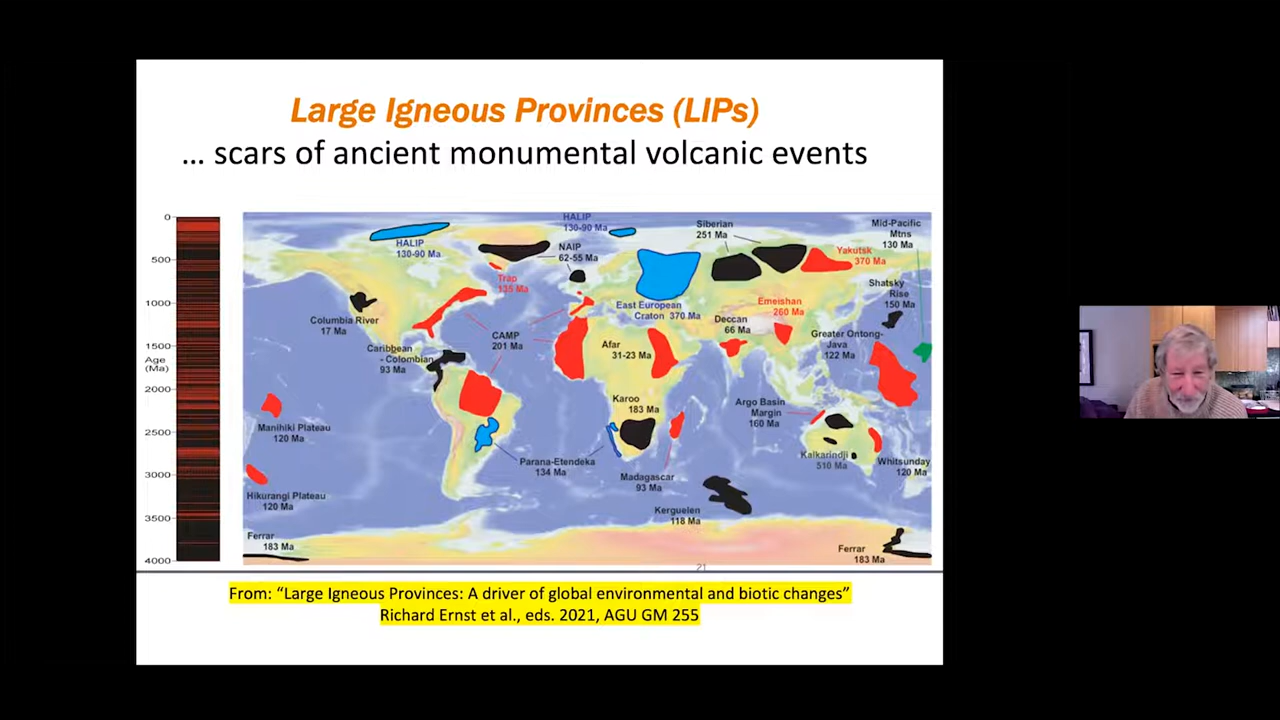 Large Igneous Provinces (LIPs)
... scars of ancient monumental volcanic events
0
500
1000
1500
Age
(Ma)
2000
2500
3000
3500
4000
HALIP
130-90 Ma
HALIP
130-90 Ma
NAIP
62-55 Ma
Siberian
251 Ma
Mid-Pacific
Mtns
130 Ma
Yakutsk
370 Ma
Trap
135 Ma
Shatsky
Rise
150 Ma
Columbia River
17 Ma
East European
Craton 370 Ma
Emeishan
260 Ma
Deccan
66 Ma
Greater Ontong-
Java
122 Ma
Caribbean
- Colombian
93 Ma
CAMP
201 Ma
Afar
31-23 Ma
Karoo
183 Ma
Argo Basin
Margin
160 Ma
Manihiki Plateau
120 Ma
Parana-Etendeka
134 Ma
Madagascar
93 Ma
Kalkarindji
510 Ma
Whitsunday
120 Ma
Hikurangi Plateau
120 Ma
Kerguelen
118 Ma
Ferrar
183 Ma
Ferrar
183 Ma
21
From: “Large Igneous Provinces: A driver of global environmental and biotic changes”
Richard Ernst et al., eds. 2021, AGU GM 255